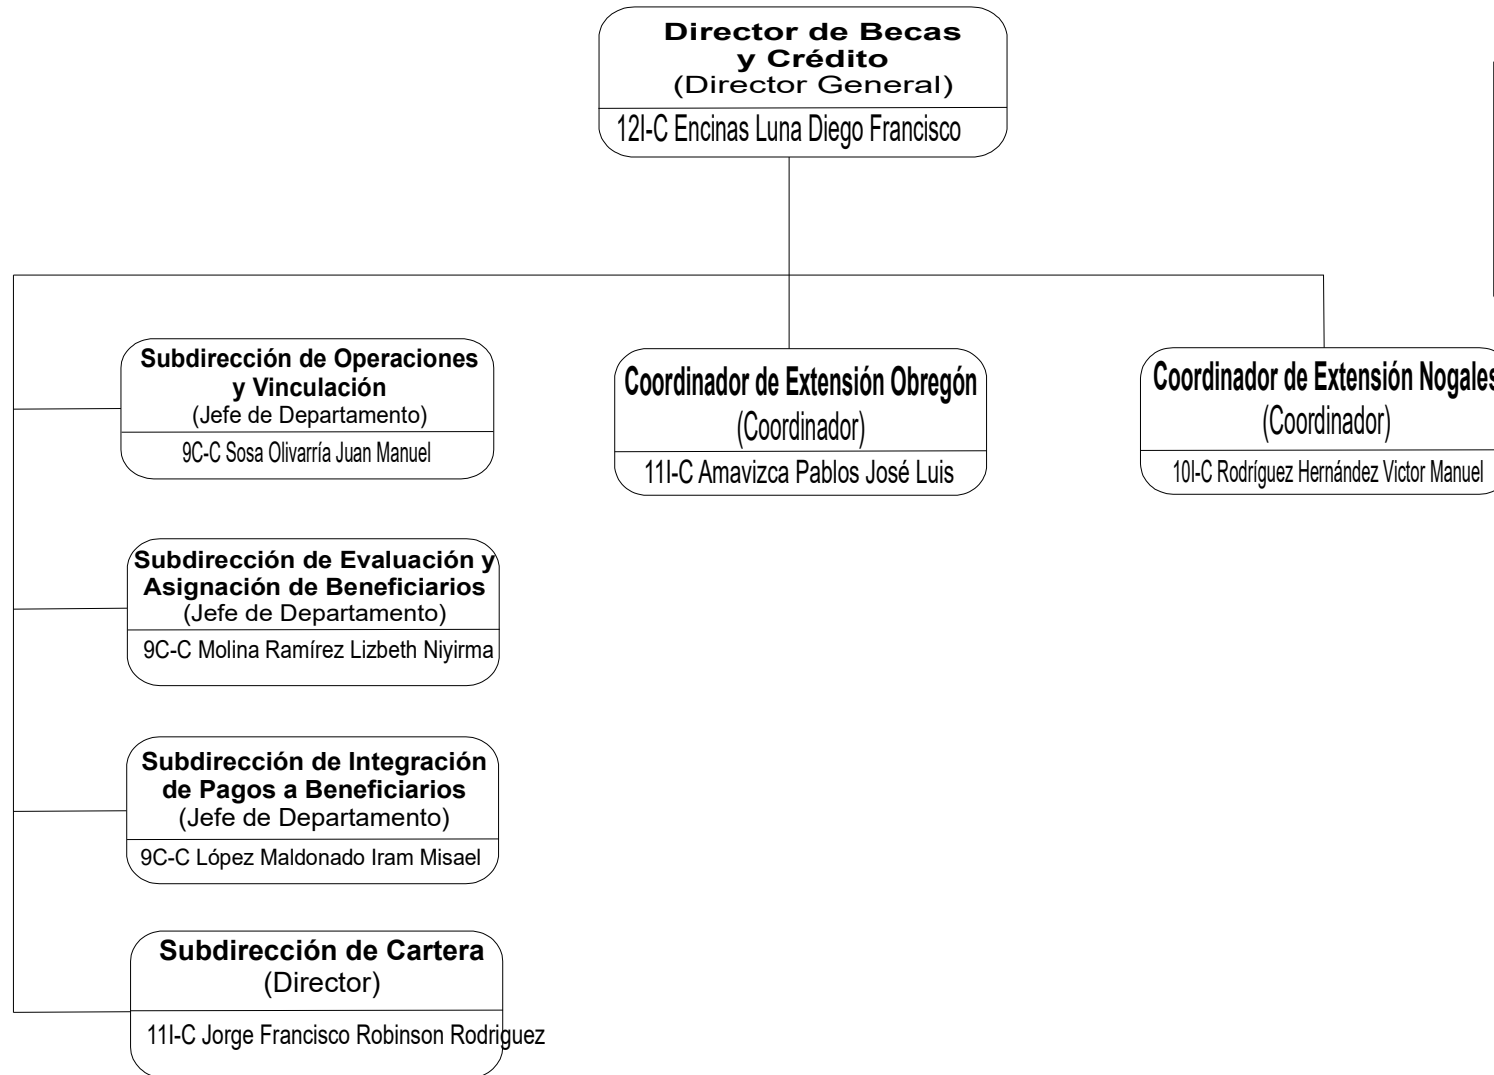 Director de Becas
y Crédito
(Director General)
12I-C Encinas Luna Diego Francisco
Subdirección de Operaciones
y Vinculación
(Jefe de Departamento)
9C-C Sosa Olivarría Juan Manuel
Coordinador de Extensión Obregón
(Coordinador)
11I-C Amavizca Pablos José Luis
Coordinador de Extensión Nogales
(Coordinador)
10I-C Rodríguez Hernández Victor Manuel
Subdirección de Evaluación y
Asignación de Beneficiarios
(Jefe de Departamento)
9C-C Molina Ramírez Lizbeth Niyirma
Subdirección de Integración
de Pagos a Beneficiarios
(Jefe de Departamento)
9C-C López Maldonado Iram Misael
Subdirección de Cartera
(Director)
11I-C Jorge Francisco Robinson Rodriguez